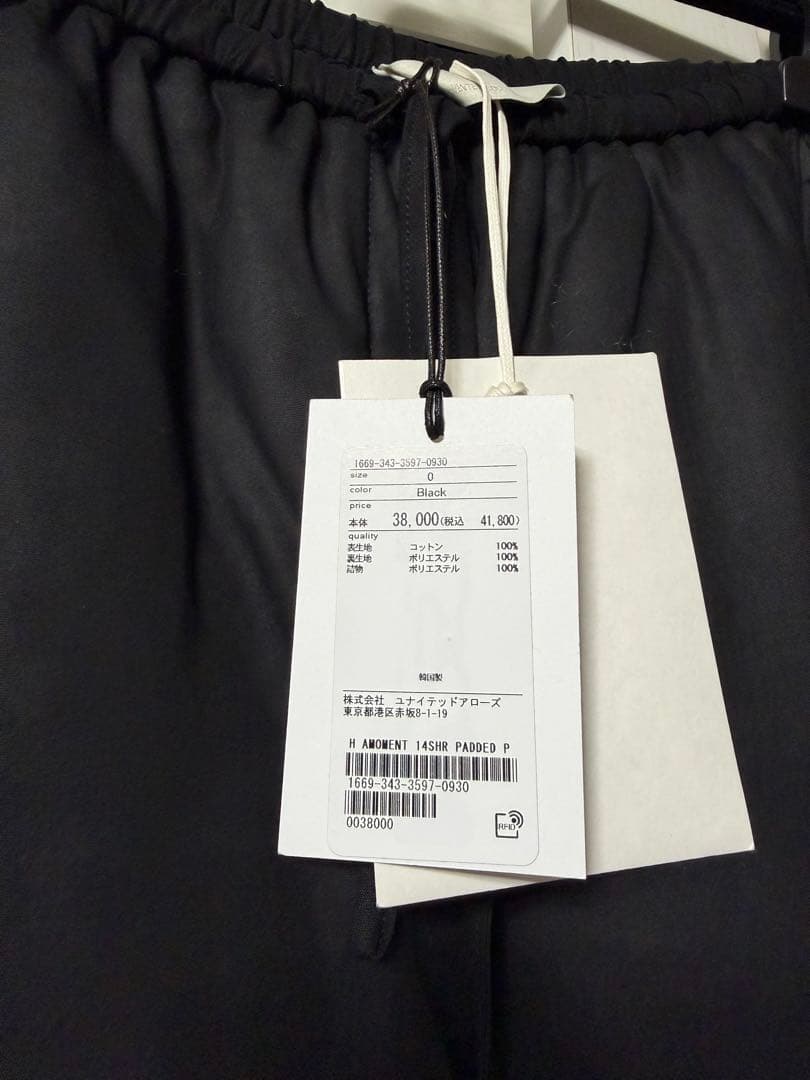 1669-343-3597-0930
size 0
color Black
price
本体 38,000(税込 41,800)
quality
表生地 コットン 100%
裏生地 ポリエステル 100%
詰物 ポリエステル 100%
韓国製
株式会社 ユナイテッドアローズ
東京都港区赤坂8-1-19
H AMOMENT 14SHR PADDED P
1669-343-3597-0930
0038000
RFID